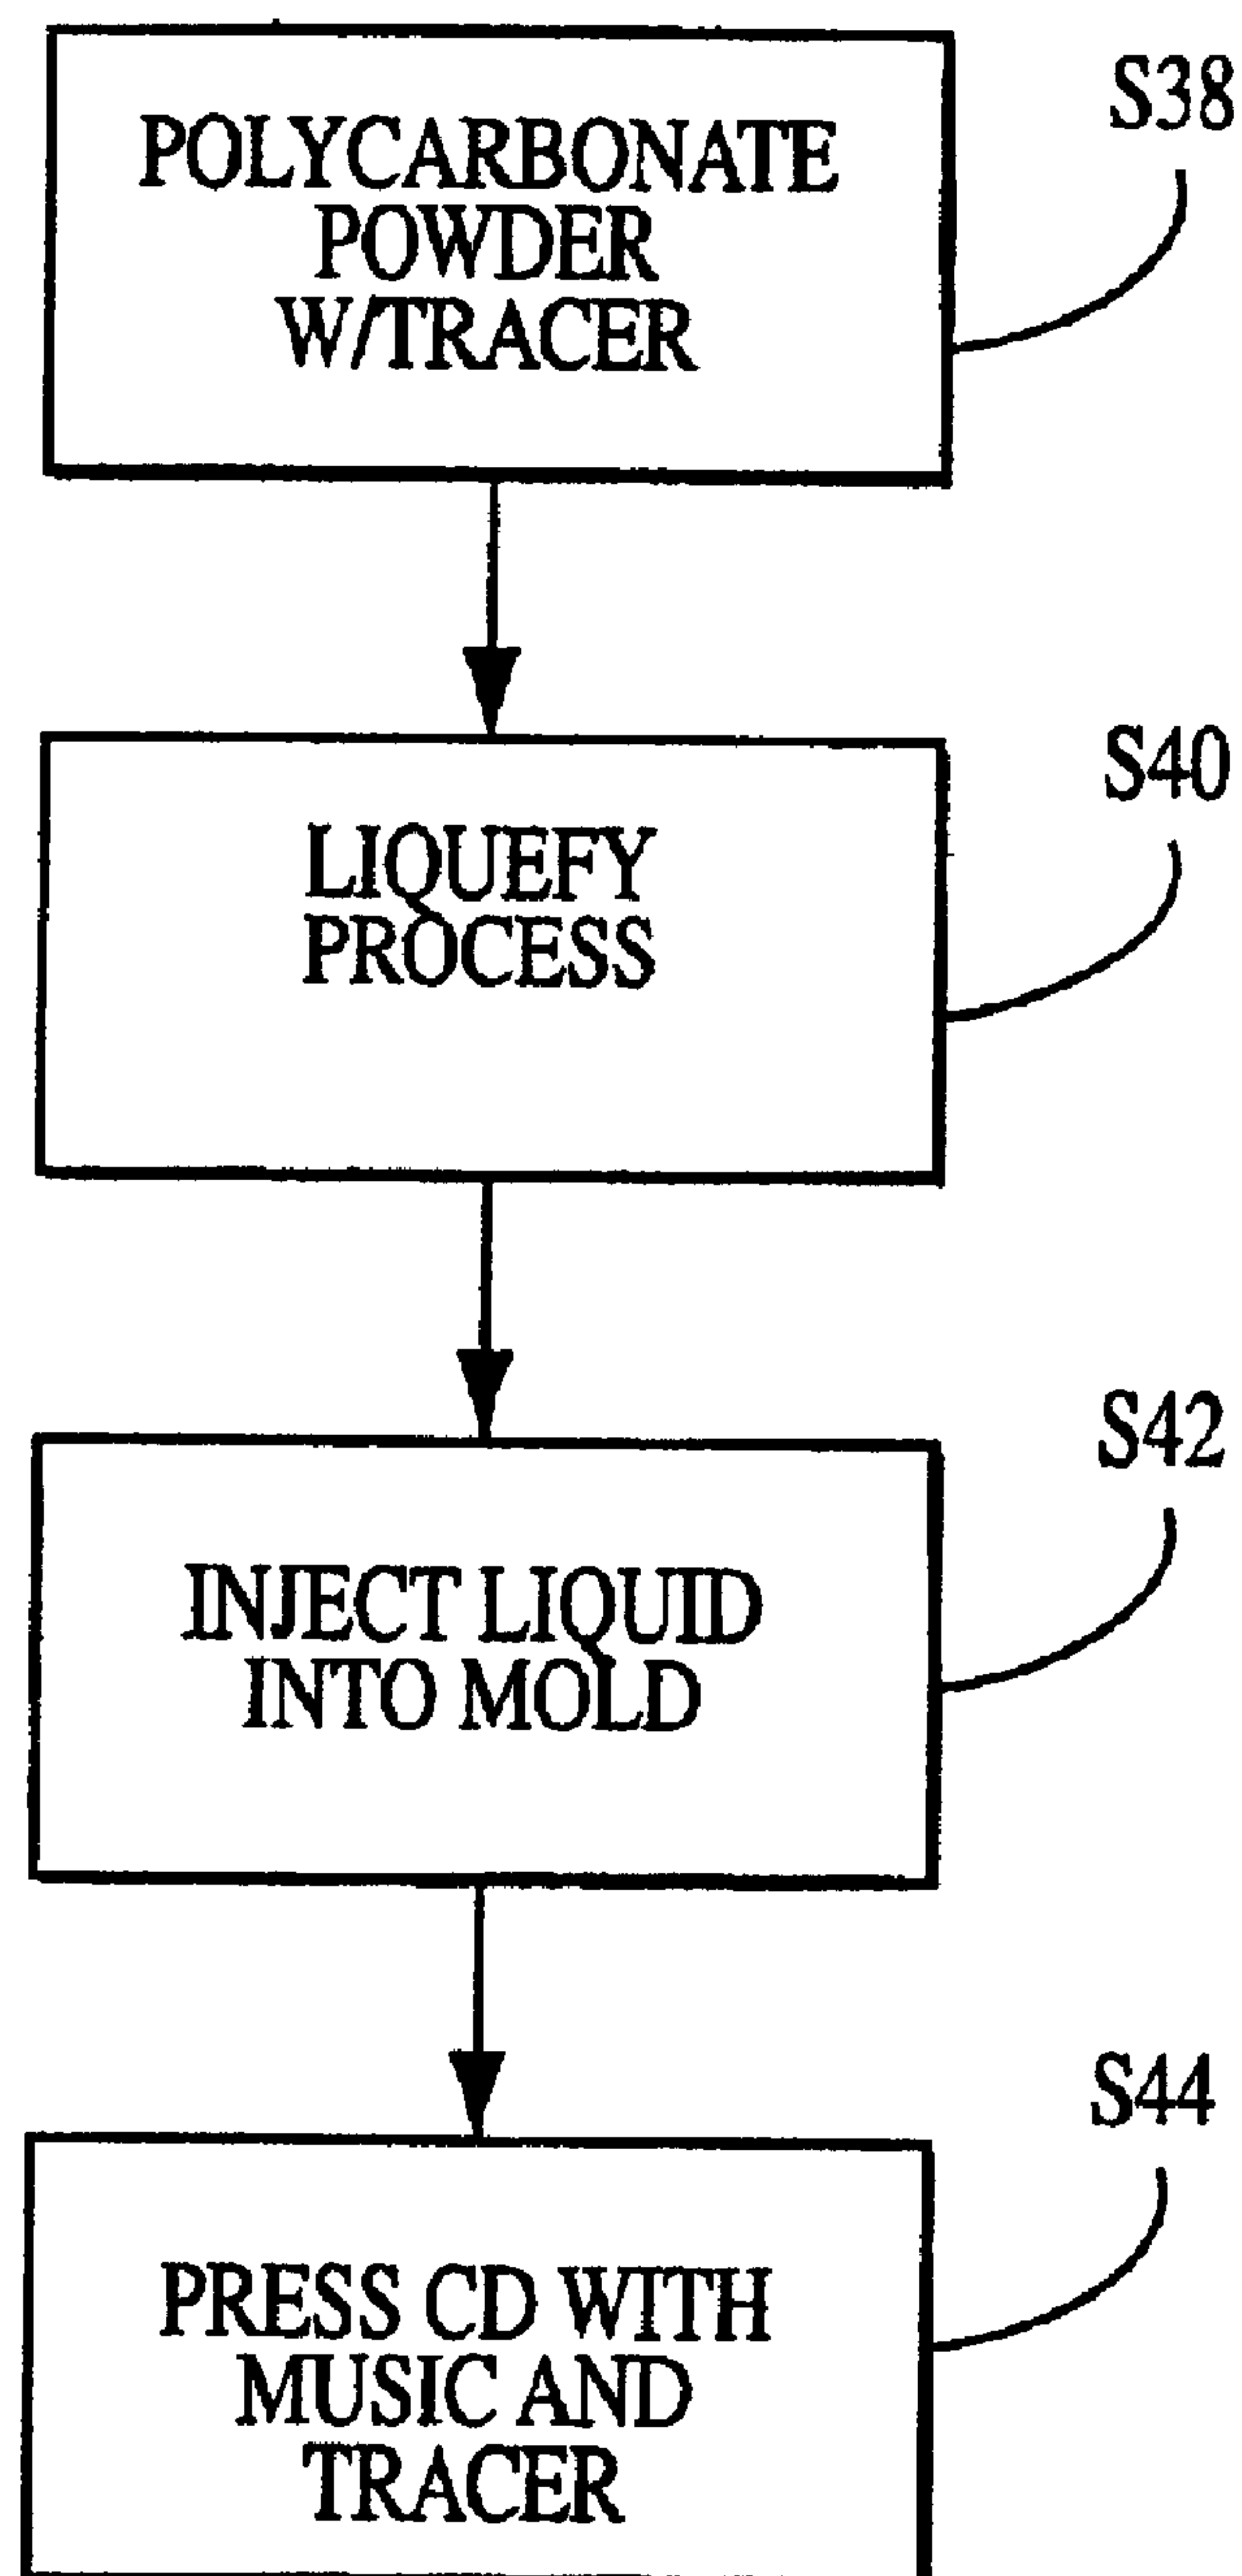 S38
POLYCARBONATE
POWDER
W/TRACER
S40
LIQUEFY
PROCESS
S42
INJECT LIQUID
INTO MOLD
S44
PRESS CD WITH
MUSIC AND
TRACER